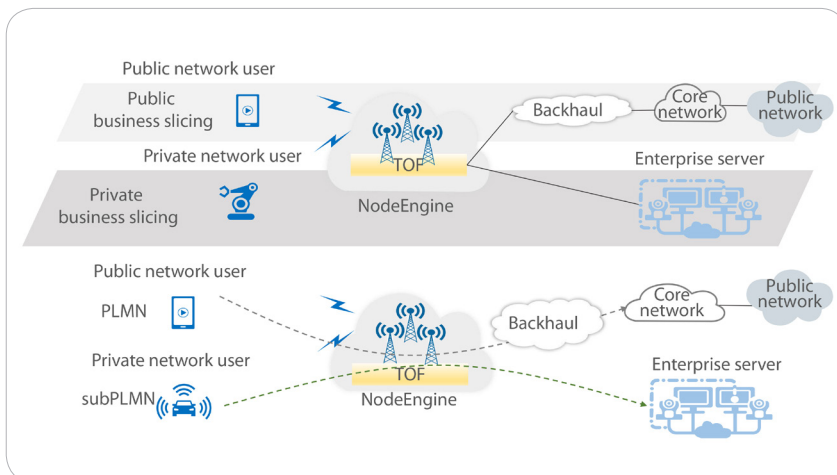 Public network user
Public
business slicing
Private network user
Private
business slicing
TOF
NodeEngine
Backhaul
Core
network
Public
network
Enterprise server
Public network user
PLMN
Private network user
subPLMN
TOF
NodeEngine
Backhaul
Core
network
Public
network
Enterprise server